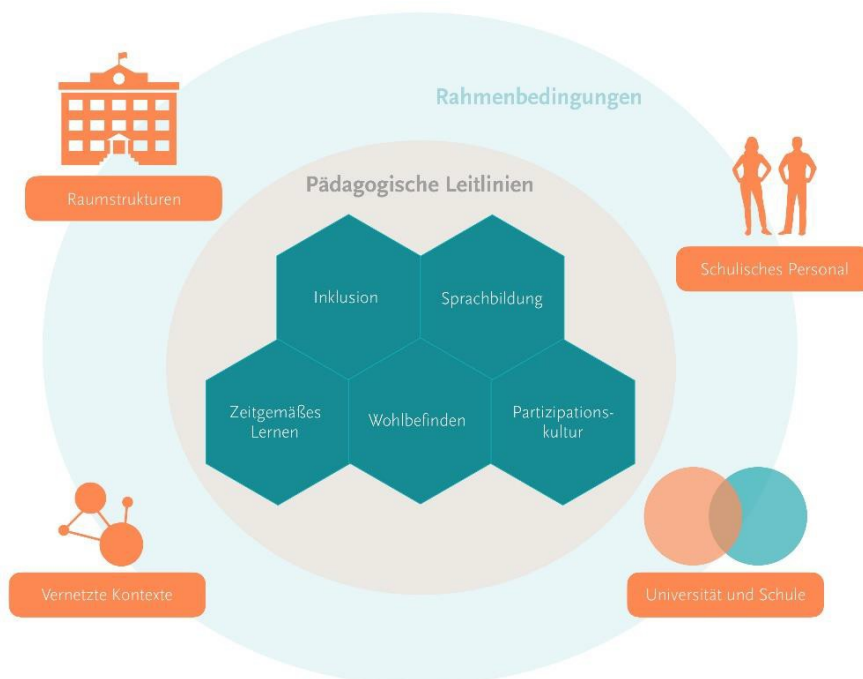 Rahmenbedingungen
Raumstrukturen
Pädagogische Leitlinien
Schulisches Personal
Inklusion
Sprachbildung
Zeitgemäßes
Lernen
Wohlbefinden
Partizipations-
kultur
Vernetzte Kontexte
Universität und Schule